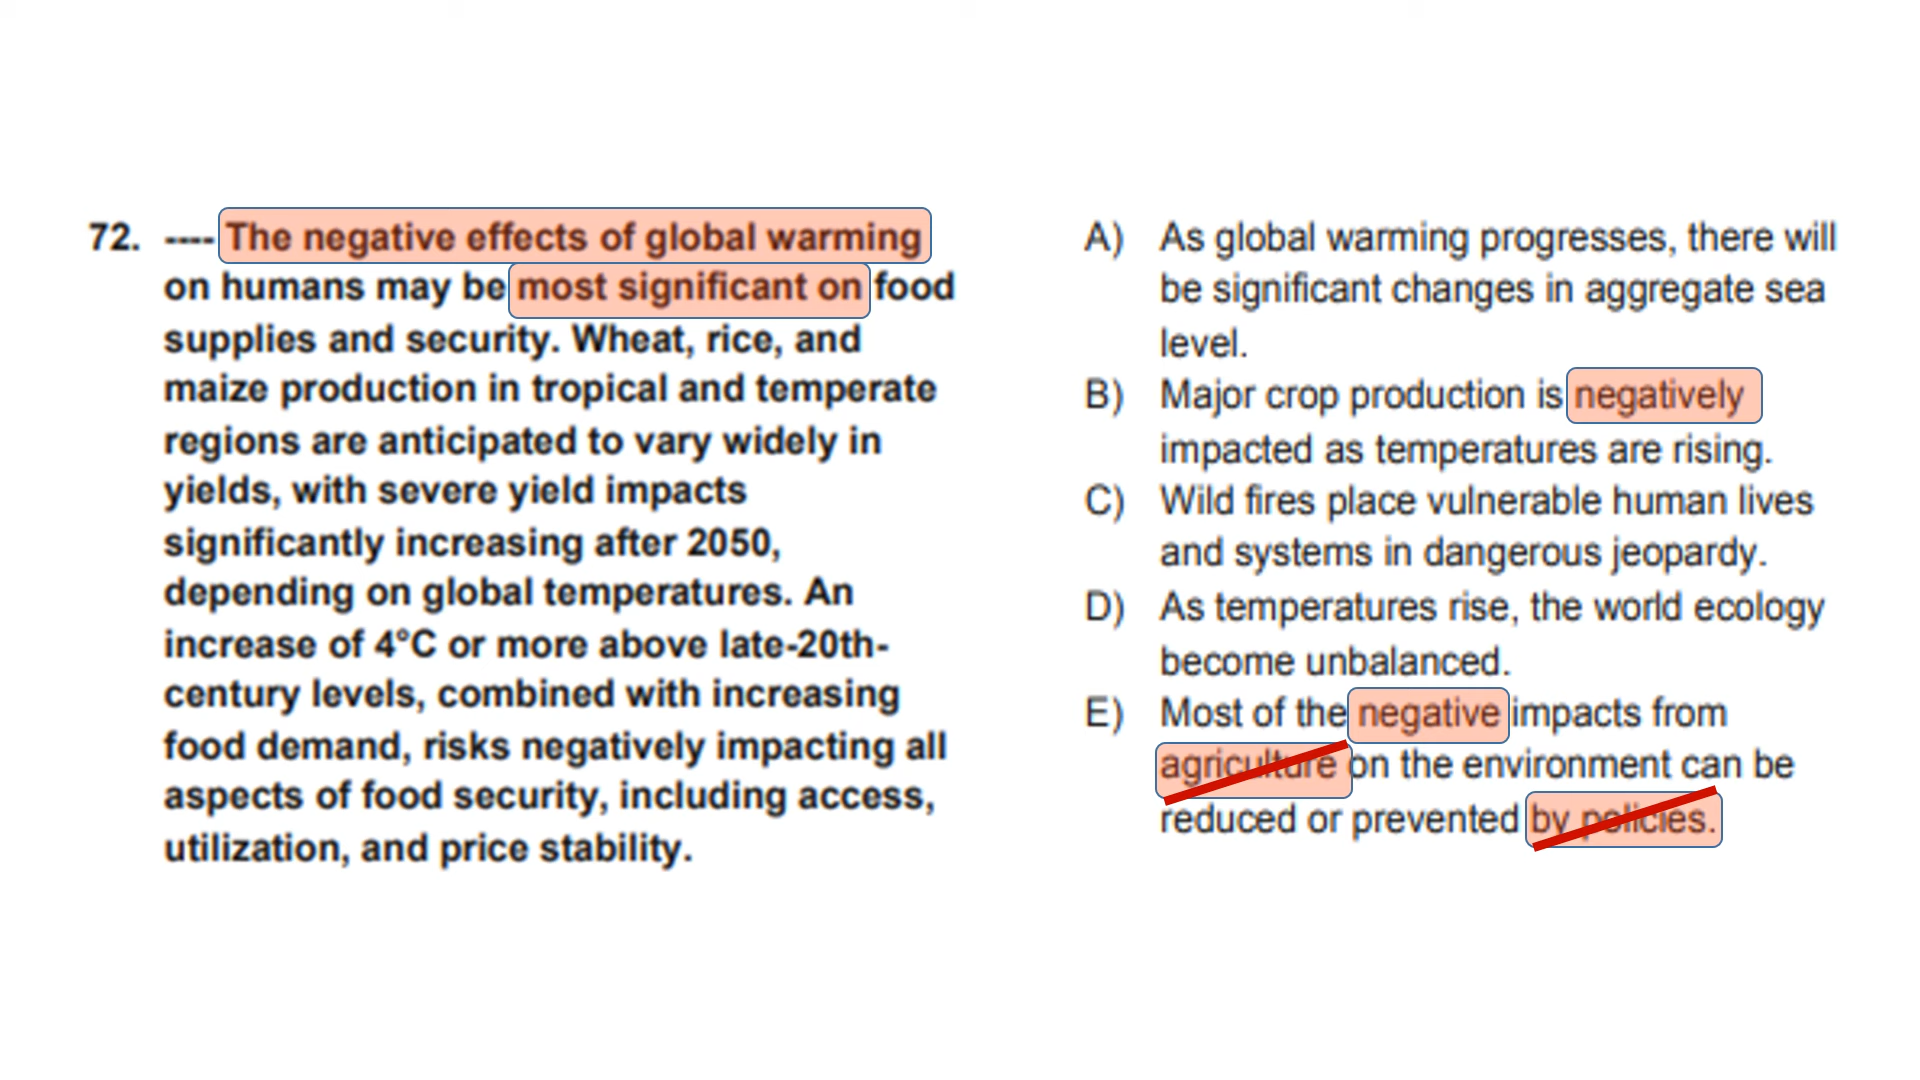 72. ---- The negative effects of global warming
on humans may be most significant on food
supplies and security. Wheat, rice, and
maize production in tropical and temperate
regions are anticipated to vary widely in
yields, with severe yield impacts
significantly increasing after 2050,
depending on global temperatures. An
increase of 4°C or more above late-20th-
century levels, combined with increasing
food demand, risks negatively impacting all
aspects of food security, including access,
utilization, and price stability.
A) As global warming progresses, there will
be significant changes in aggregate sea
level.
B) Major crop production is negatively
impacted as temperatures are rising.
C) Wild fires place vulnerable human lives
and systems in dangerous jeopardy.
D) As temperatures rise, the world ecology
become unbalanced.
E) Most of the negative impacts from
agriculture on the environment can be
reduced or prevented by policies.